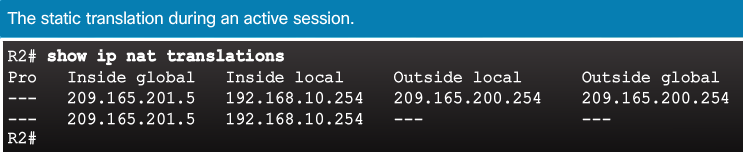 The static translation during an active session.
R2# show ip nat translations
Pro Inside global Inside local Outside local Outside global
--- 209.165.201.5 192.168.10.254 209.165.200.254 209.165.200.254
--- 209.165.201.5 192.168.10.254 --- ---
R2#